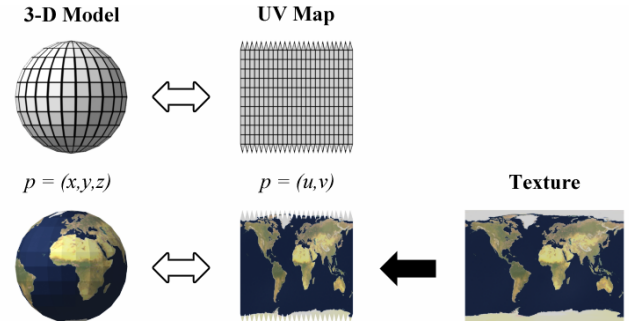 3-D Model
UV Map
p = (x,y,z)
p = (u,v)
Texture